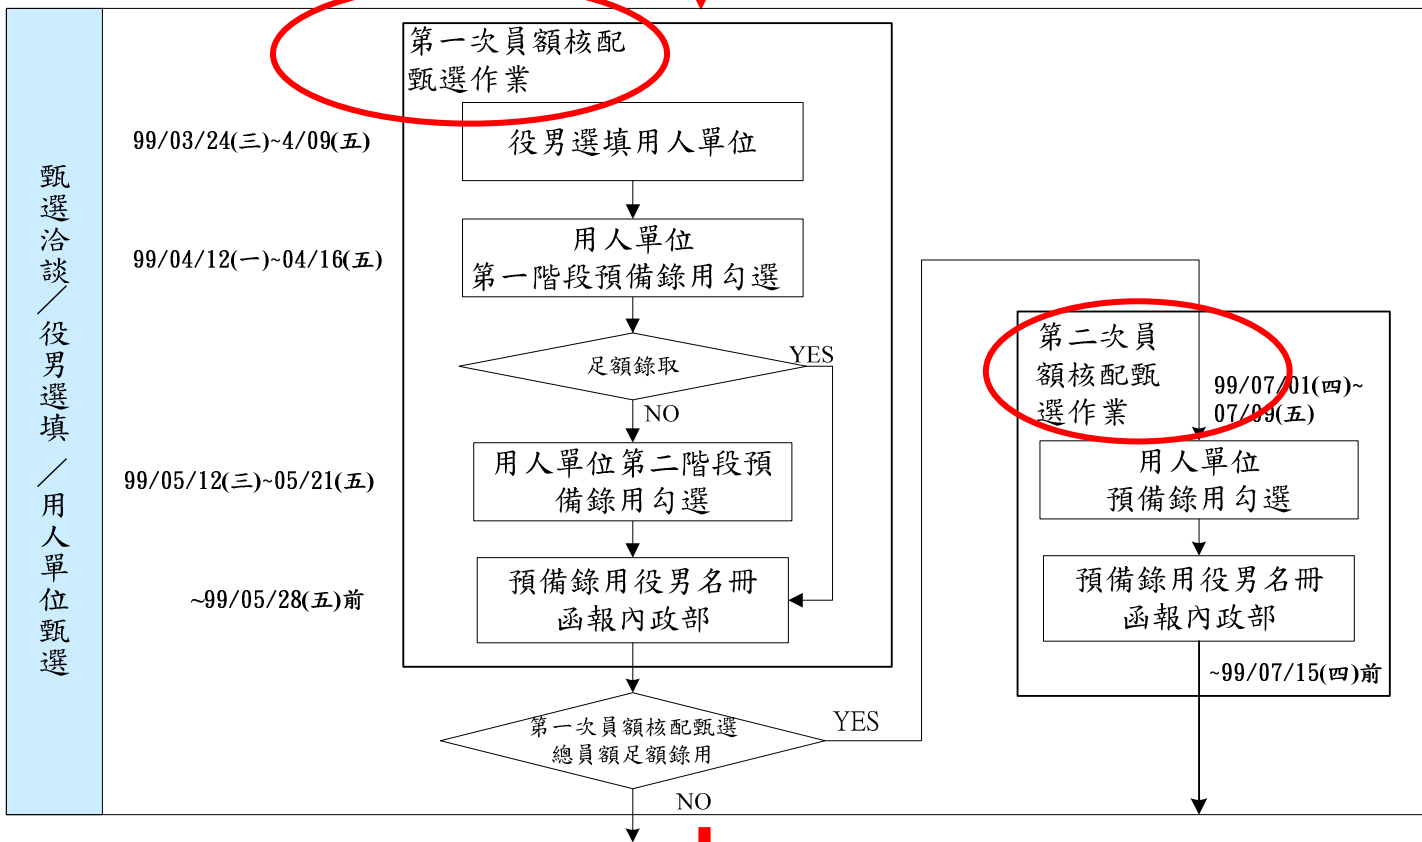 甄選洽談／役男選填／用人單位甄選
第一次員額核配
甄選作業
99/03/24(三)~4/09(五)
役男選填用人單位
99/04/12(一)~04/16(五)
用人單位
第一階段預備錄用勾選
足額錄取
YES
NO
99/05/12(三)~05/21(五)
用人單位第二階段預
備錄用勾選
~99/05/28(五)前
預備錄用役男名冊
函報內政部
第一次員額核配甄選
總員額足額錄用
YES
NO
第二次員
額核配甄
選作業
99/07/01(四)~
07/09(五)
用人單位
預備錄用勾選
預備錄用役男名冊
函報內政部
~99/07/15(四)前